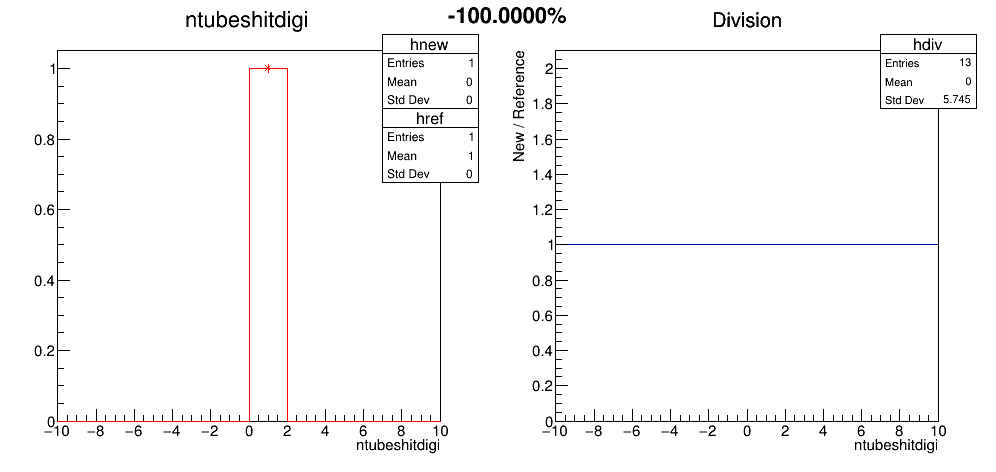 -100.0000%
ntubeshitdigi
hnew
Entries 1
Mean 0
Std Dev 0
href
Entries 1
Mean 1
Std Dev 0
1
0.8
0.6
0.4
0.2
0
−10 −8 −6 −4 −2 0 2 4 6 8 10
ntubeshitdigi
Division
hdiv
Entries 13
Mean 0
Std Dev 5.745
New / Reference
2
1.8
1.6
1.4
1.2
1
0.8
0.6
0.4
0.2
0
−10 −8 −6 −4 −2 0 2 4 6 8 10
ntubeshitdigi